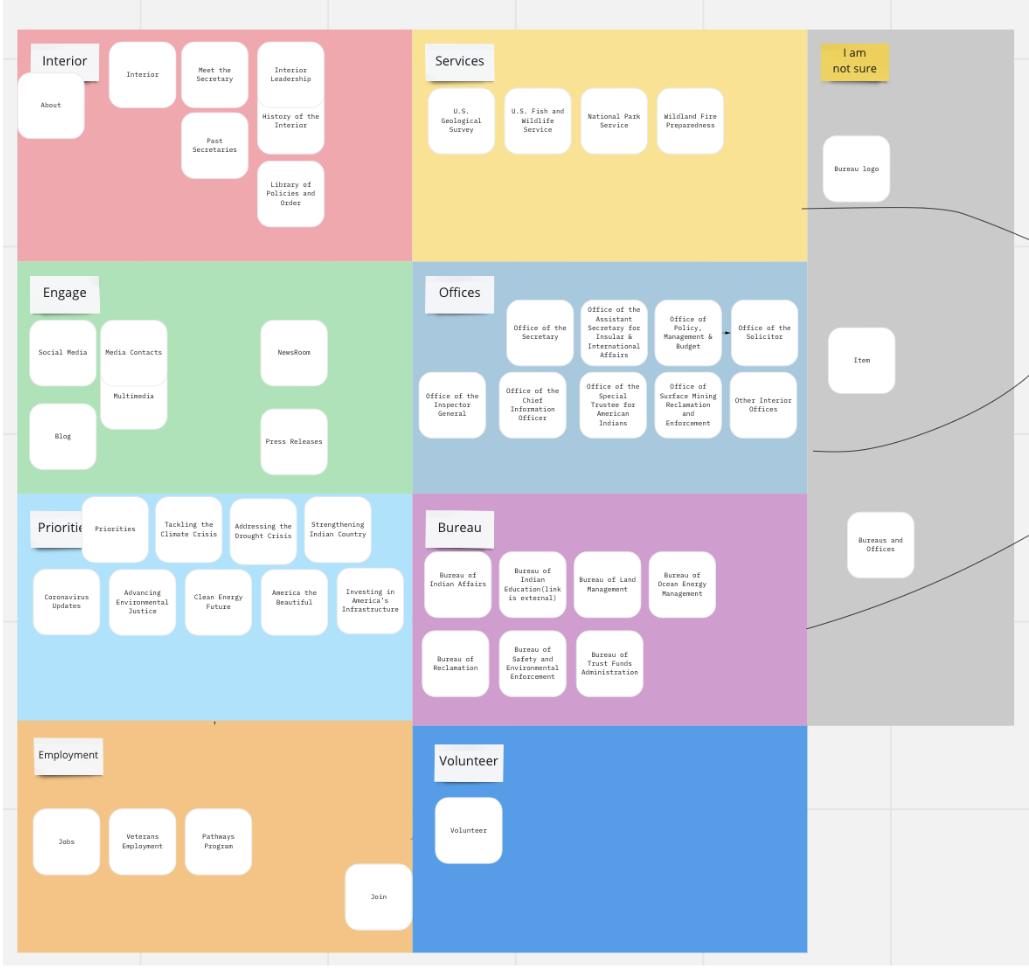 Interior
About
Interior
Meet the
Secretary
Interior
Leadership
History of the
Interior
Past
Secretaries
Library of
Policies and
Order
Services
U.S.
Geological
Survey
U.S. Fish and
Wildlife
Service
National Park
Service
Wildland Fire
Preparedness
I am
not sure
Bureau logo
Item
Bureaus and
Offices
Engage
Social Media
Media Contacts
Multimedia
NewsRoom
Blog
Press Releases
Offices
Office of the
Secretary
Office of the
Assistant
Secretary for
Insular &
International
Affairs
Office of
Policy,
Management &
Budget
Office of the
Solicitor
Office of the
Inspector
General
Office of the
Chief
Information
Officer
Office of the
Special
Trustee for
American
Indians
Office of
Surface Mining
Reclamation
and
Enforcement
Other Interior
Offices
Prioritie
Priorities
Tackling the
Climate Crisis
Addressing the
Drought Crisis
Strengthening
Indian Country
Coronavirus
Updates
Advancing
Environmental
Justice
Clean Energy
Future
America the
Beautiful
Investing in
America's
Infrastructure
Bureau
Bureau of
Indian Affairs
Bureau of
Indian
Education(link
is external)
Bureau of Land
Management
Bureau of
Ocean Energy
Management
Bureau of
Reclamation
Bureau of
Safety and
Environmental
Enforcement
Bureau of
Trust Funds
Administration
Employment
Jobs
Veterans
Employment
Pathways
Program
Join
Volunteer
Volunteer